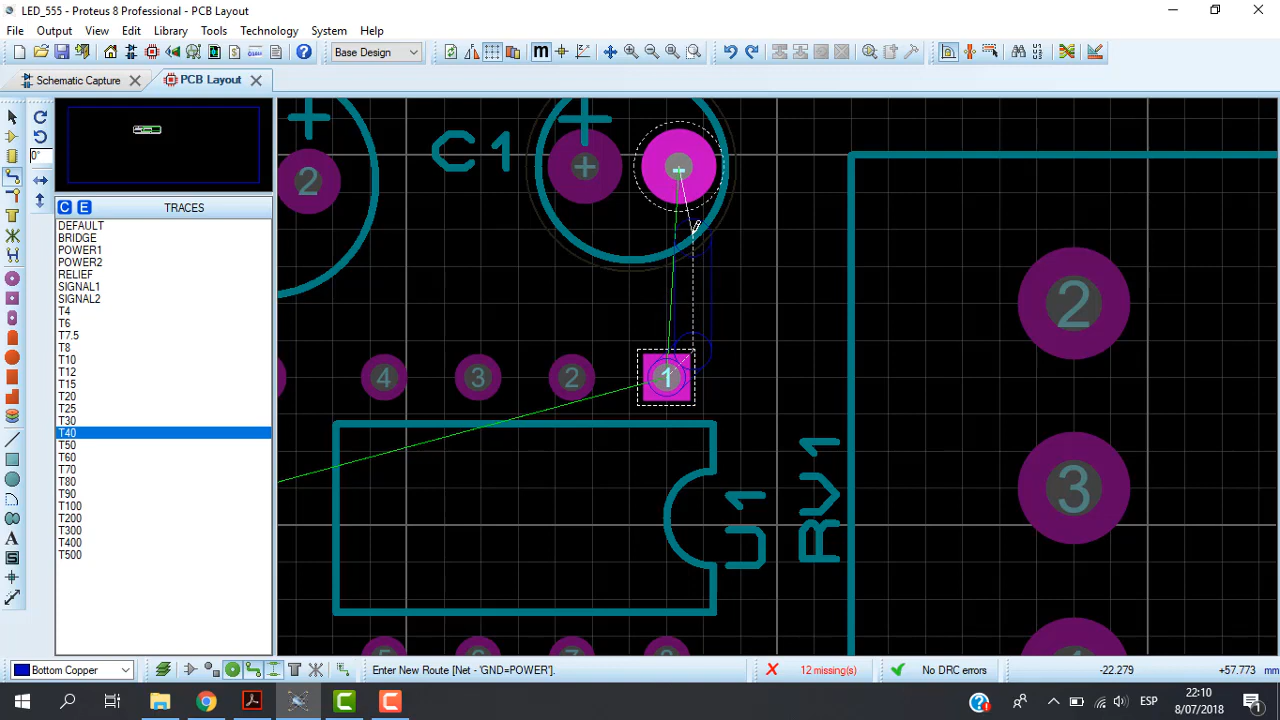 LED_555 - Proteus 8 Professional - PCB Layout
File Output View Edit Library Tools Technology System Help
Base Design
Schematic Capture
PCB Layout
0°
C E TRACES
DEFAULT
BRIDGE
POWER1
POWER2
RELIEF
SIGNAL1
SIGNAL2
T4
T6
T7.5
T8
T10
T12
T15
T20
T25
T30
T40
T50
T60
T70
T80
T90
T100
T200
T300
T400
T500
+ C1 + + -
2
4 3 2 1
U1
RV1
2
3
Bottom Copper
Enter New Route [Net - 'GND=POWER'].
12 missing(s)
No DRC errors
-22.279 +57.773 mm
ESP
22:10
8/07/2018
1